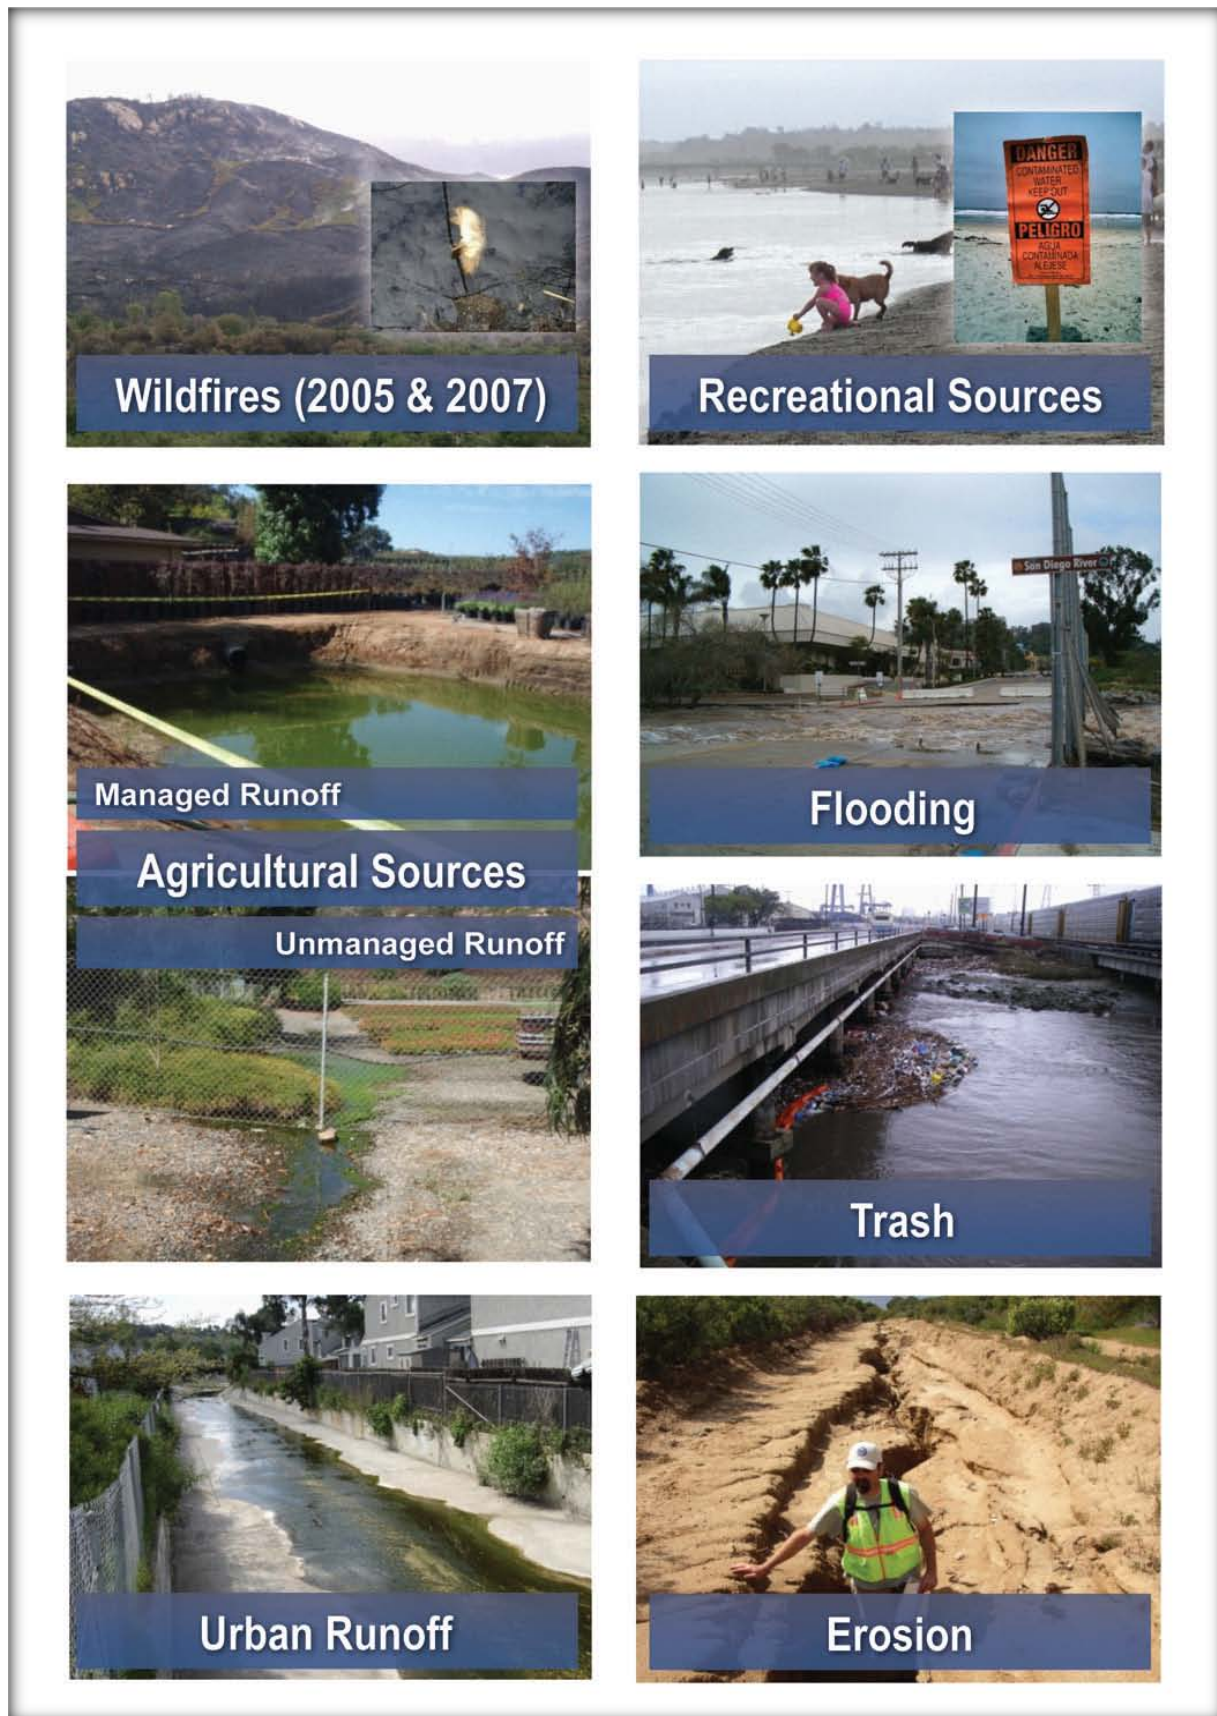 DANGER
CONTAMINATED
WATER
KEEP OUT
PELIGRO
AGUA
CONTAMINADA
ALEJESE
Wildfires (2005 & 2007)
Recreational Sources
San Diego River
Managed Runoff
Flooding
Agricultural Sources
Unmanaged Runoff
Trash
Urban Runoff
Erosion